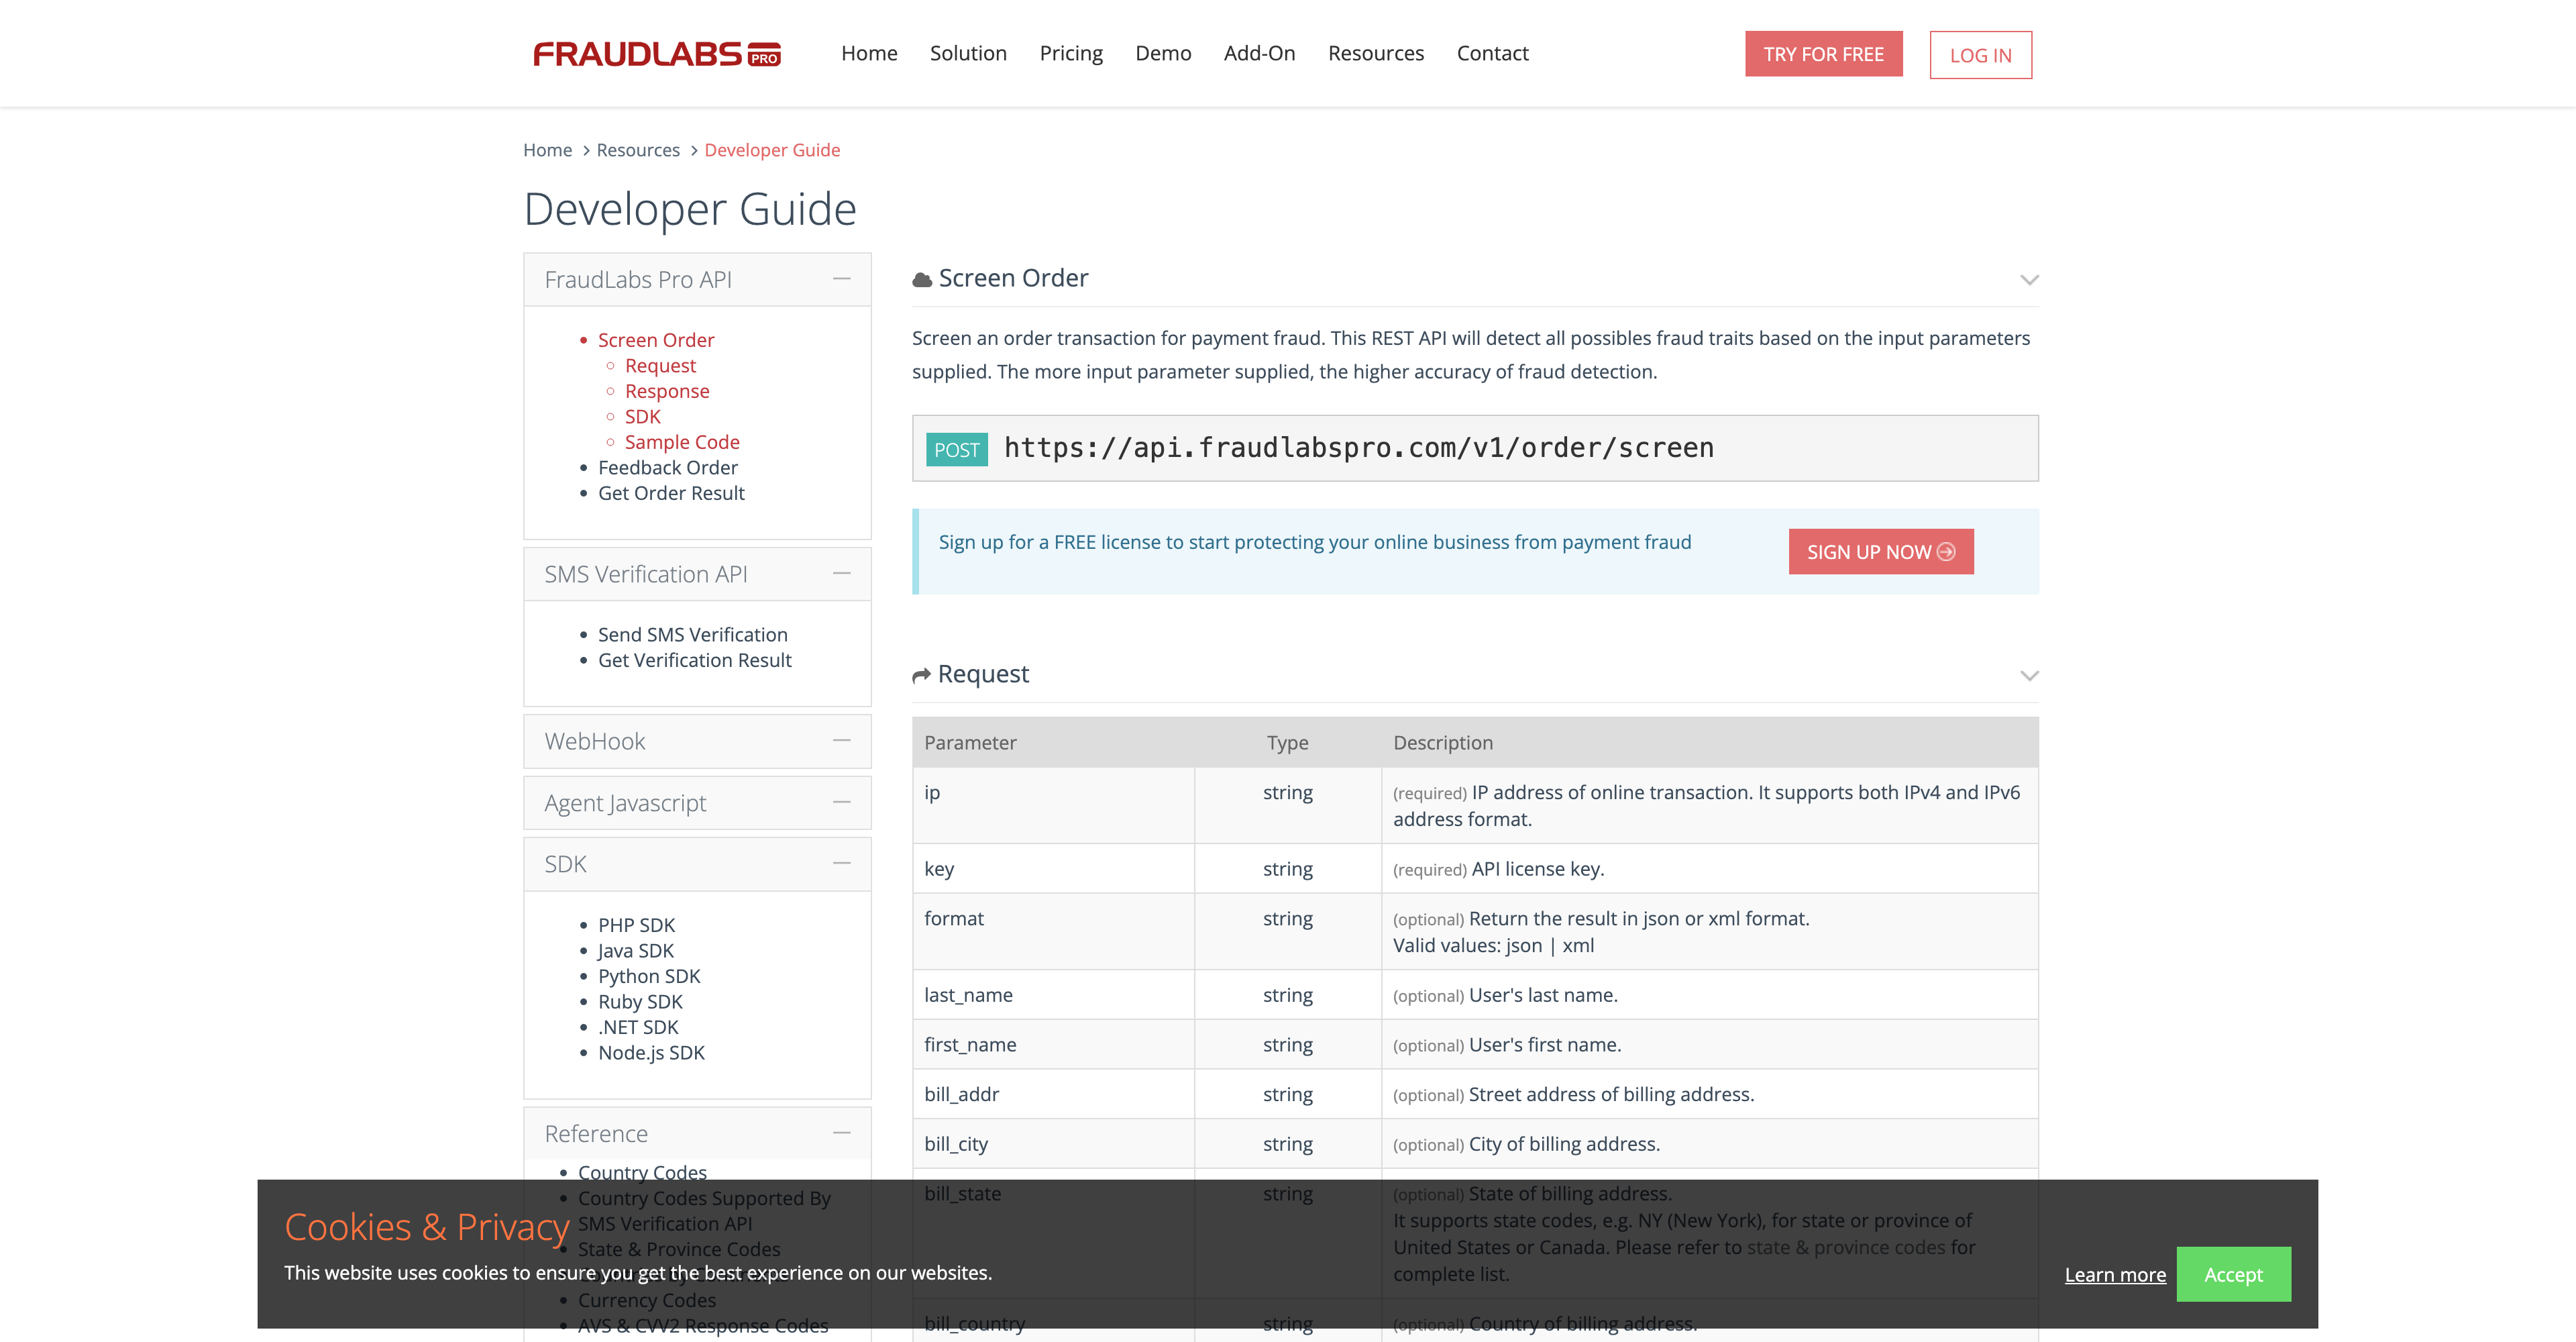 FRAUDLABS PRO
Home Solution Pricing Demo Add-On Resources Contact
TRY FOR FREE
LOG IN
Home > Resources > Developer Guide
Developer Guide
FraudLabs Pro API
Screen Order
Request
Response
SDK
Sample Code
Feedback Order
Get Order Result
SMS Verification API
Send SMS Verification
Get Verification Result
WebHook
Agent Javascript
SDK
PHP SDK
Java SDK
Python SDK
Ruby SDK
.NET SDK
Node.js SDK
Reference
Country Codes
Country Codes Supported By
SMS Verification API
State & Province Codes
Currency Codes
AVS & CVV2 Response Codes
Screen Order
Screen an order transaction for payment fraud. This REST API will detect all possibles fraud traits based on the input parameters
supplied. The more input parameter supplied, the higher accuracy of fraud detection.
POST https://api.fraudlabspro.com/v1/order/screen
Sign up for a FREE license to start protecting your online business from payment fraud
SIGN UP NOW
Request
Parameter Type Description
ip string (required) IP address of online transaction. It supports both IPv4 and IPv6
address format.
key string (required) API license key.
format string (optional) Return the result in json or xml format.
Valid values: json | xml
last_name string (optional) User's last name.
first_name string (optional) User's first name.
bill_addr string (optional) Street address of billing address.
bill_city string (optional) City of billing address.
bill_state string (optional) State of billing address.
It supports state codes, e.g. NY (New York), for state or province of
United States or Canada. Please refer to state & province codes for
complete list.
bill_country string (optional) Country of billing address.
Cookies & Privacy
This website uses cookies to ensure you get the best experience on our websites.
Learn more
Accept